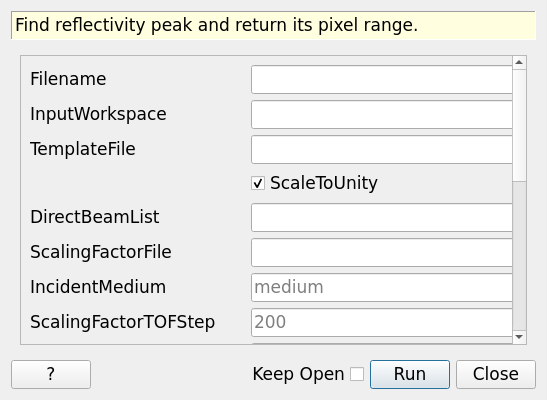 Find reflectivity peak and return its pixel range.
Filename
InputWorkspace
TemplateFile
ScaleToUnity
DirectBeamList
ScalingFactorFile
IncidentMedium medium
ScalingFactorTOFStep 200
? Keep Open Run Close